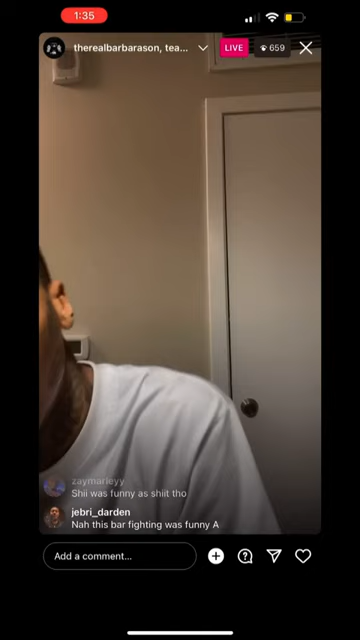 1:35
therealbarbarason, tea...
LIVE
659
zaymarleyy
Shii was funny as shiit tho
jebri_darden
Nah this bar fighting was funny A
Add a comment...